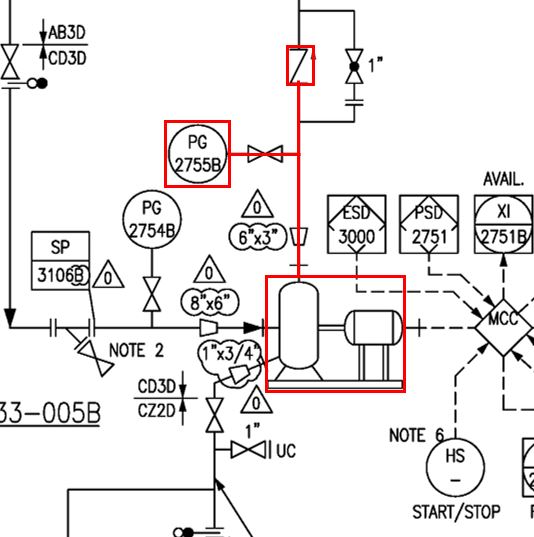 AB3D
CD3D
1"
PG
2755B
AVAIL.
PG
2754B
0
6"x3"
ESD
3000
PSD
2751
XI
2751B
SP
3106B
0
0
8"x6"
MCC
NOTE 2
1"x3/4"
CD3D
CZ2D
0
33-005B
1"
UC
NOTE 6
HS
-
START/STOP